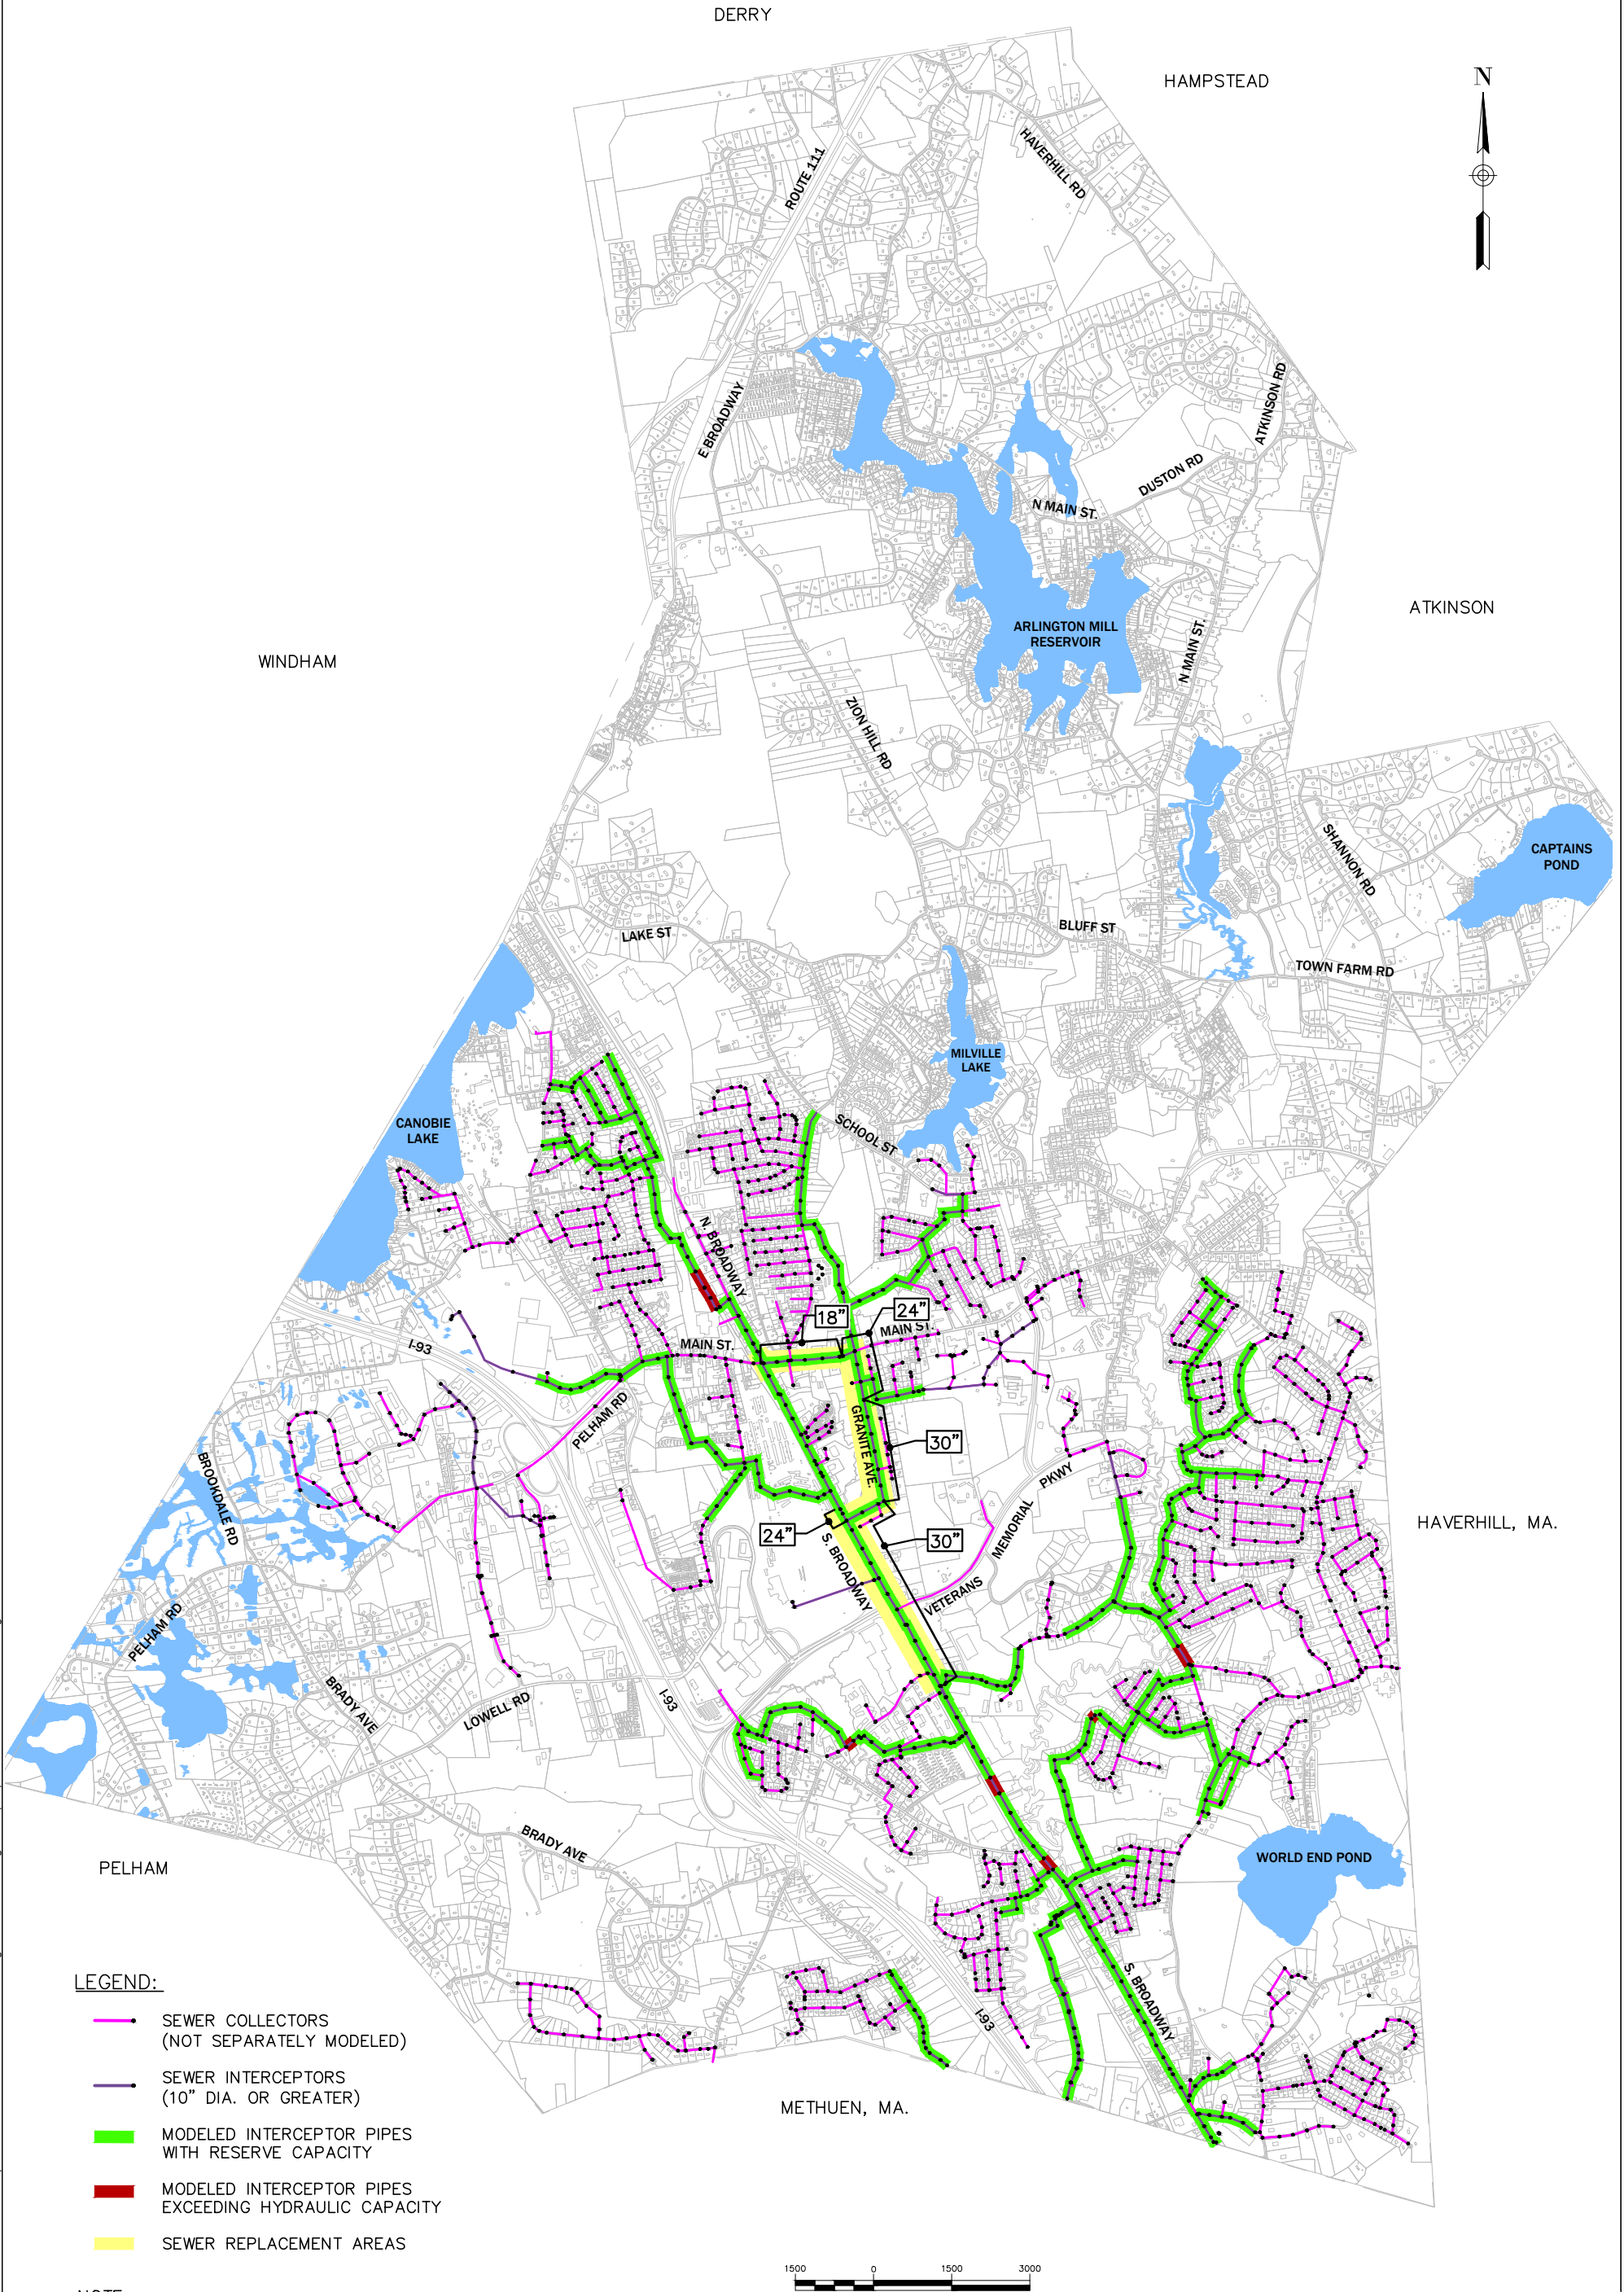 DERRY
HAMPSTEAD
N
HAVERHILL RD
ROUTE 111
ATKINSON RD
E BROADWAY
DUSTON RD
N MAIN ST.
ATKINSON
ARLINGTON MILL
RESERVOIR
N MAIN ST.
WINDHAM
ZION HILL RD
SHANNON RD
CAPTAINS
POND
BLUFF ST
LAKE ST
TOWN FARM RD
MILVILLE
LAKE
CANOBIE
LAKE
SCHOOL ST
N. BROADWAY
18"
24"
MAIN ST.
MAIN ST.
I-93
PELHAM RD
GRANITE AVE.
30"
BROOKDALE RD
MEMORIAL
PKWY
HAVERHILL, MA.
24"
30"
S. BROADWAY
VETERANS
PELHAM RD
BRADY AVE
LOWELL RD
I-93
BRADY AVE
WORLD END POND
PELHAM
S. BROADWAY
I-93
METHUEN, MA.
LEGEND:
SEWER COLLECTORS
(NOT SEPARATELY MODELED)
SEWER INTERCEPTORS
(10" DIA. OR GREATER)
MODELED INTERCEPTOR PIPES
WITH RESERVE CAPACITY
MODELED INTERCEPTOR PIPES
EXCEEDING HYDRAULIC CAPACITY
SEWER REPLACEMENT AREAS
1500 0 1500 3000